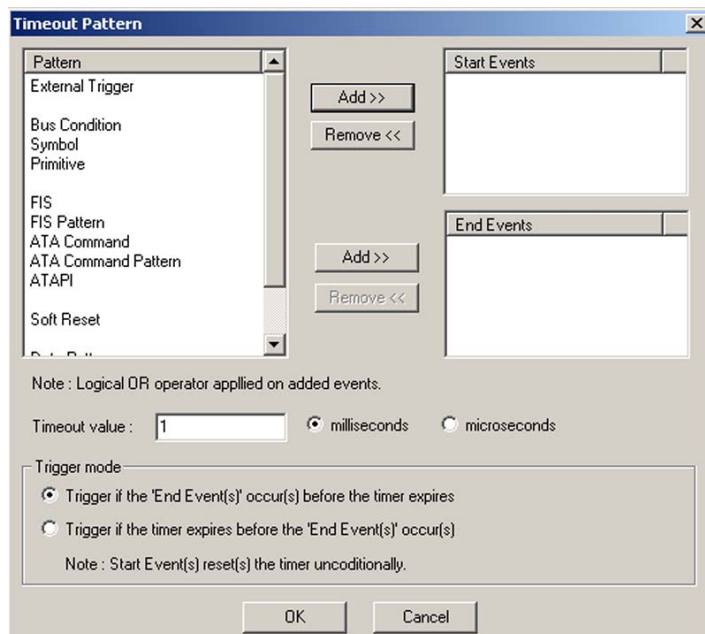 Timeout Pattern
Pattern
External Trigger
Bus Condition
Symbol
Primitive
FIS
FIS Pattern
ATA Command
ATA Command Pattern
ATAPI
Soft Reset
Add >>
Remove <<
Start Events
Add >>
Remove <<
End Events
Note : Logical OR operator appllied on added events.
Timeout value : 1 milliseconds microseconds
Trigger mode
Trigger if the 'End Event(s)' occur(s) before the timer expires
Trigger if the timer expires before the 'End Event(s)' occur(s)
Note : Start Event(s) reset(s) the timer uncoditionally.
OK Cancel